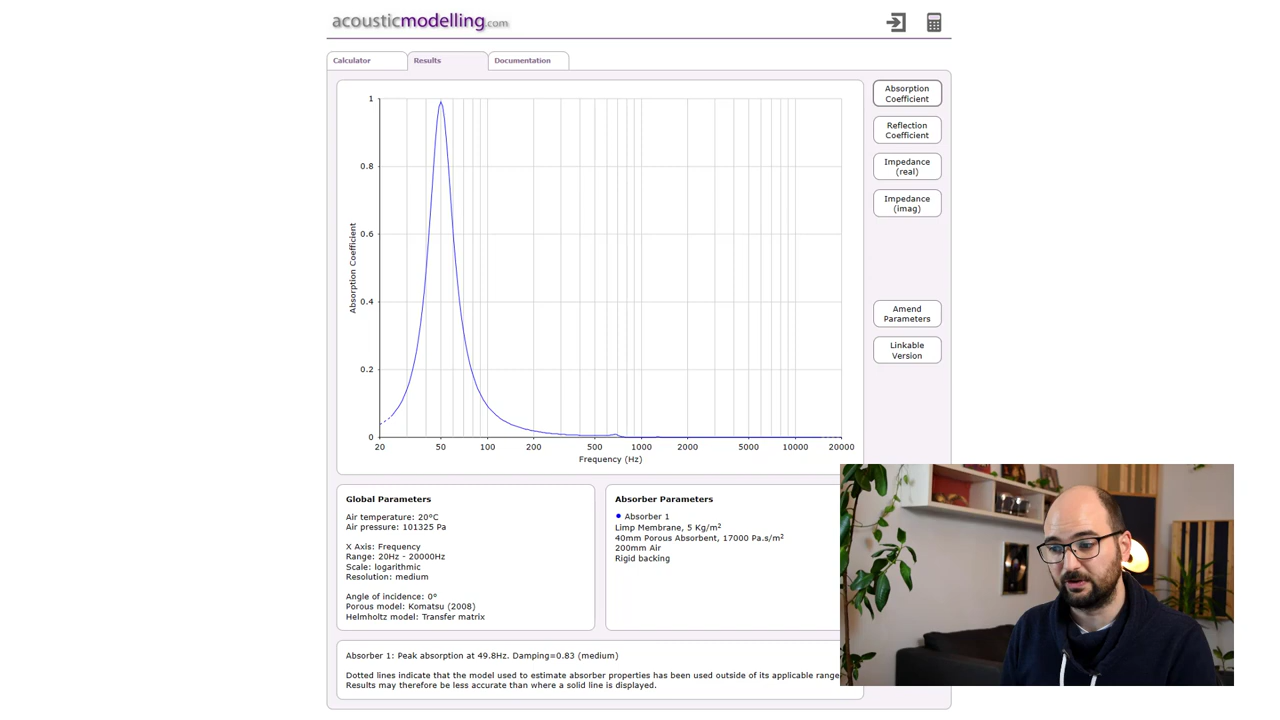 acousticmodelling.com
Calculator
Results
Documentation
1
0.8
0.6
0.4
0.2
0
Absorption Coefficient
20
50
100
200
500
1000
2000
5000
10000
20000
Frequency (Hz)
Absorption
Coefficient
Reflection
Coefficient
Impedance
(real)
Impedance
(imag)
Amend
Parameters
Linkable
Version
Global Parameters
Air temperature: 20°C
Air pressure: 101325 Pa
X Axis: Frequency
Range: 20Hz - 20000Hz
Scale: logarithmic
Resolution: medium
Angle of incidence: 0°
Porous model: Komatsu (2008)
Helmholtz model: Transfer matrix
Absorber Parameters
Absorber 1
Limp Membrane, 5 Kg/m²
40mm Porous Absorbent, 17000 Pa.s/m²
200mm Air
Rigid backing
Absorber 1: Peak absorption at 49.8Hz. Damping=0.83 (medium)
Dotted lines indicate that the model used to estimate absorber properties has been used outside of its applicable range
Results may therefore be less accurate than where a solid line is displayed.